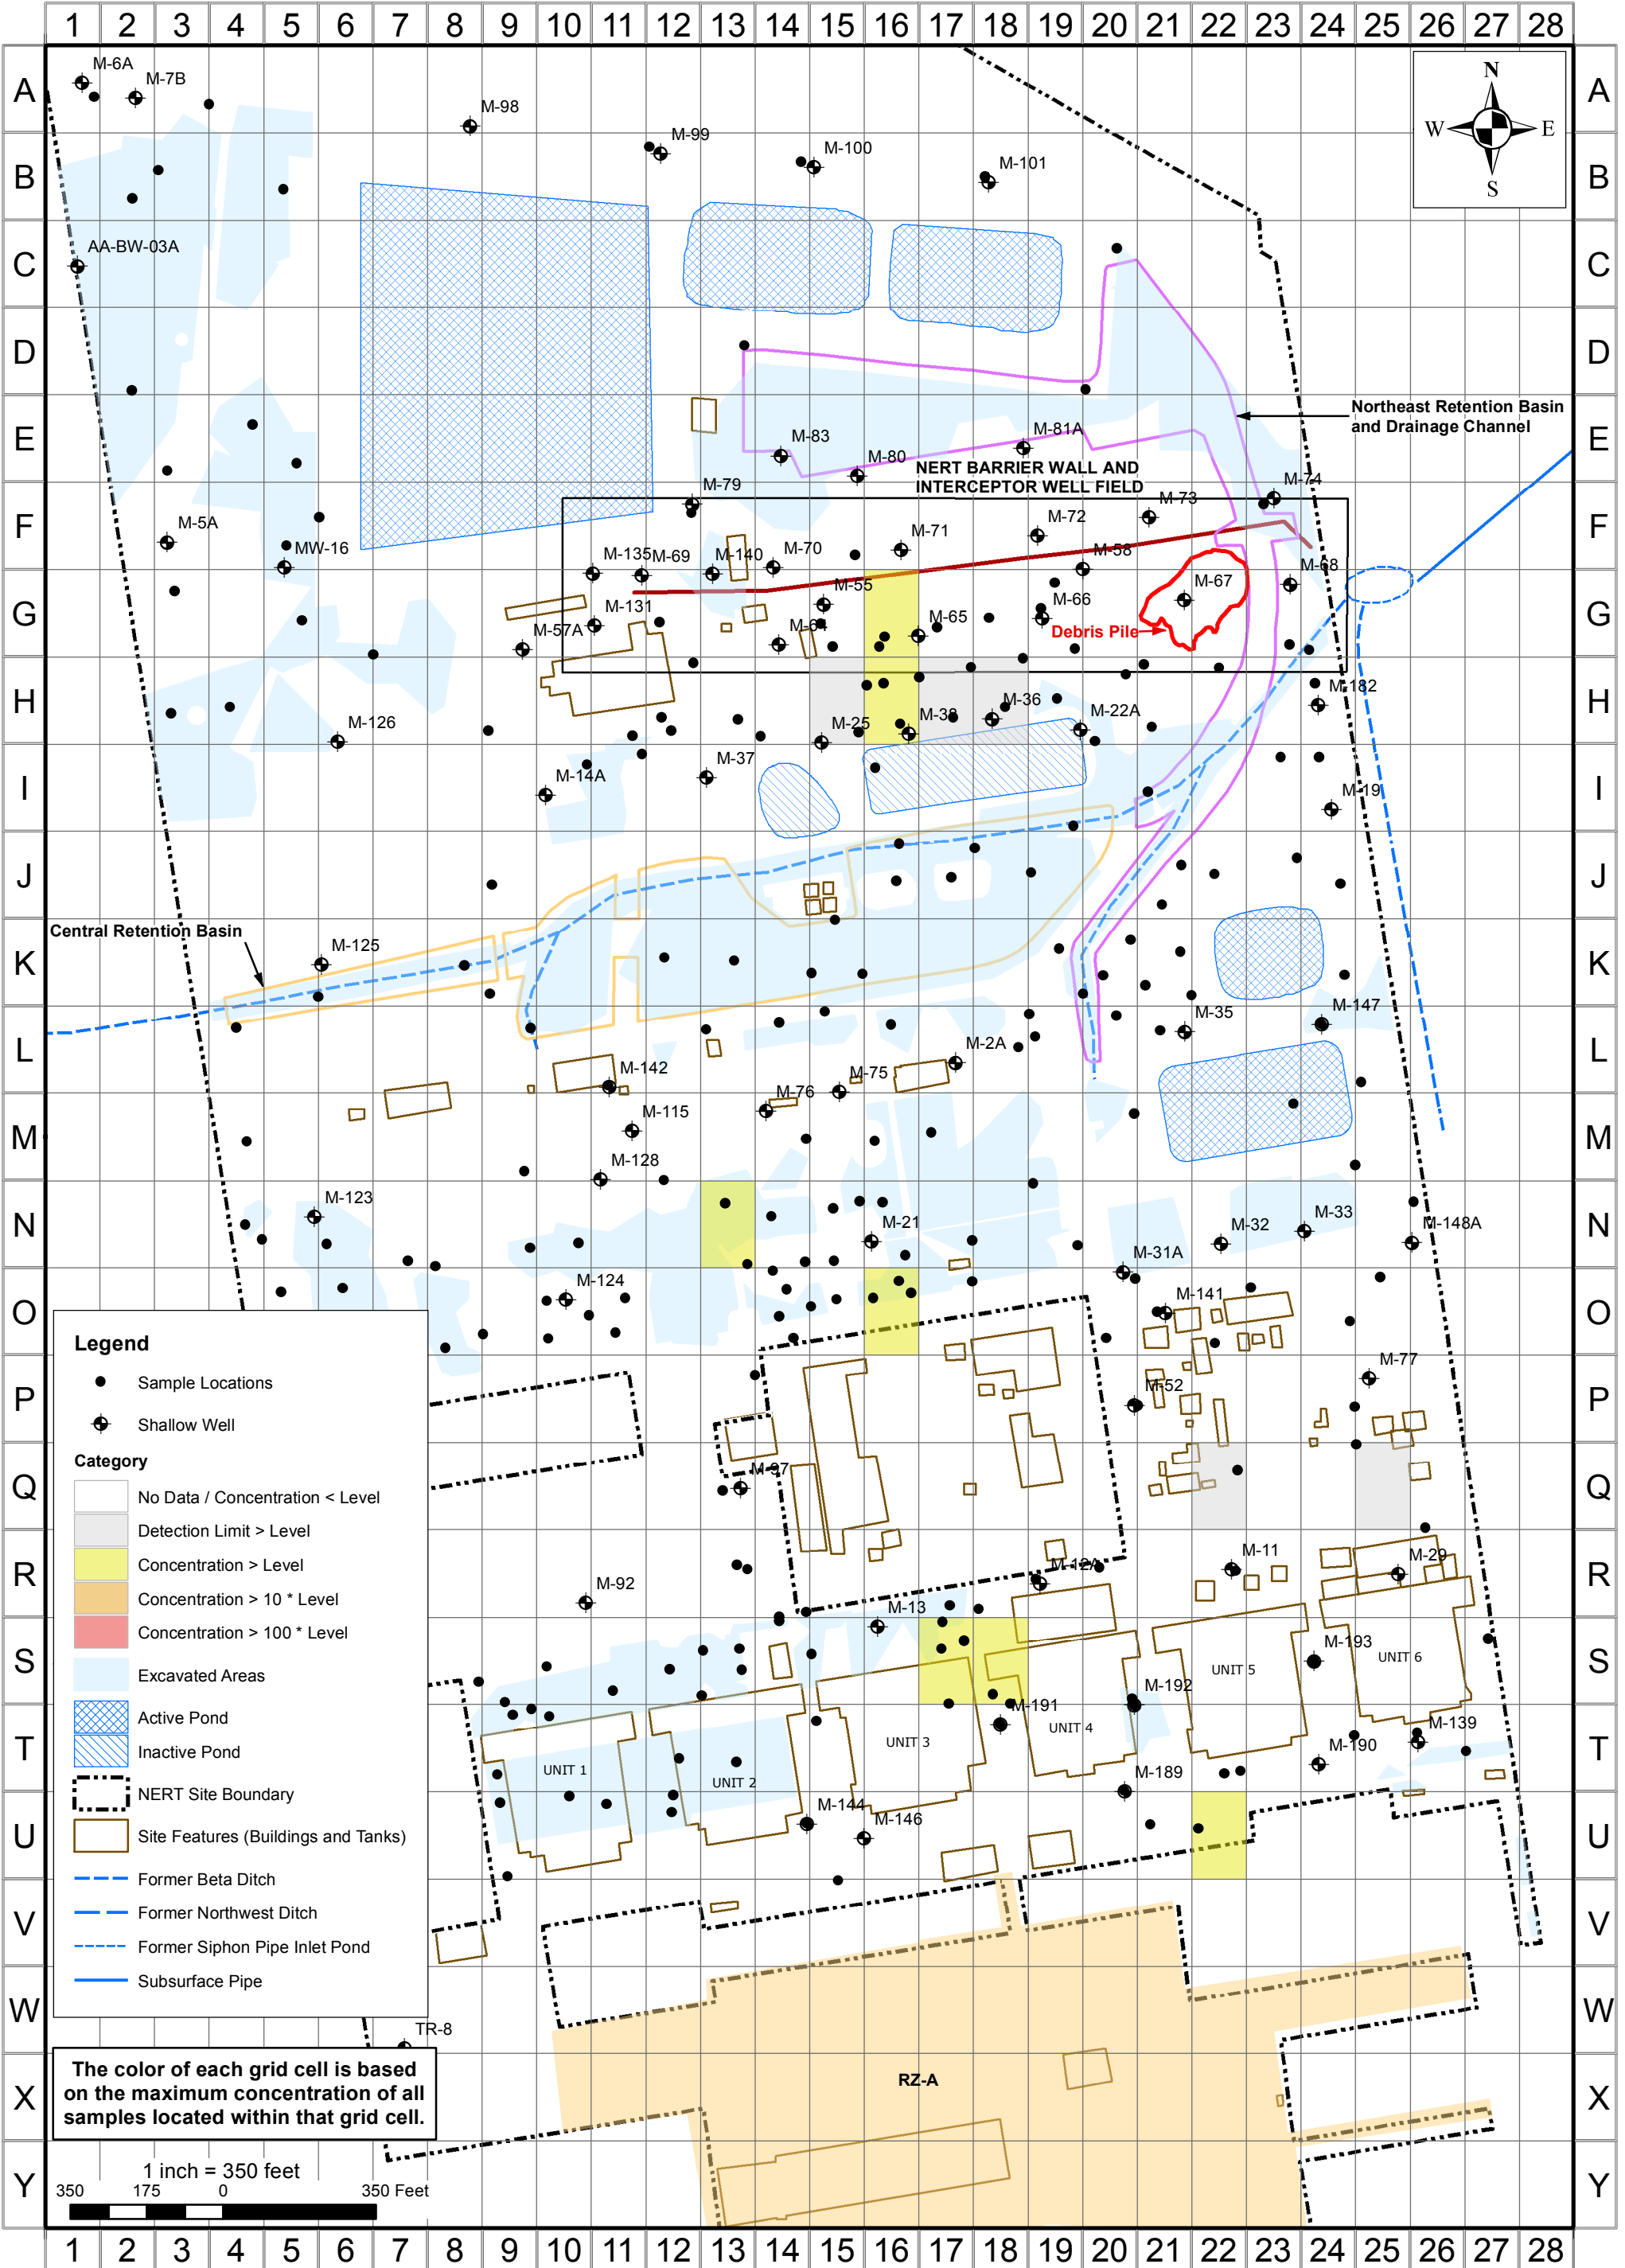 1 2 3 4 5 6 7 8 9 10 11 12 13 14 15 16 17 18 19 20 21 22 23 24 25 26 27 28
A
M-6A
M-7B
M-98
N
W E
S
A
B
M-99
M-100
M-101
B
C
AA-BW-03A
C
D
D
E
M-83
M-80
M-81A
Northeast Retention Basin
and Drainage Channel
E
NERT BARRIER WALL AND
INTERCEPTOR WELL FIELD
M-79
M-74
F
M-5A
MW-16
M-135
M-69
M-140
M-70
M-71
M-72
M-73
M-58
M-68
F
G
M-57A
M-131
M-55
M-64
M-65
M-66
M-67
Debris Pile
G
H
M-126
M-25
M-38
M-36
M-22A
M-182
H
I
M-14A
M-37
M-19
I
J
J
Central Retention Basin
K
M-125
K
L
M-142
M-75
M-2A
M-35
M-147
L
M
M-115
M-76
M-128
M
N
M-123
M-21
M-31A
M-32
M-33
M-148A
N
O
M-124
M-141
O
P
M-52
M-77
P
Q
M-97
Q
R
M-92
M-12A
M-11
M-29
R
S
M-13
M-193
UNIT 5
UNIT 6
M-192
S
T
UNIT 1
UNIT 2
UNIT 3
M-191
UNIT 4
M-189
M-190
M-139
T
U
M-144
M-146
U
V
V
W
TR-8
W
X
RZ-A
X
Y
Y
Legend
Sample Locations
Shallow Well
Category
No Data / Concentration < Level
Detection Limit > Level
Concentration > Level
Concentration > 10 * Level
Concentration > 100 * Level
Excavated Areas
Active Pond
Inactive Pond
NERT Site Boundary
Site Features (Buildings and Tanks)
Former Beta Ditch
Former Northwest Ditch
Former Siphon Pipe Inlet Pond
Subsurface Pipe
The color of each grid cell is based
on the maximum concentration of all
samples located within that grid cell.
1 inch = 350 feet
350 175 0 350 Feet
1 2 3 4 5 6 7 8 9 10 11 12 13 14 15 16 17 18 19 20 21 22 23 24 25 26 27 28